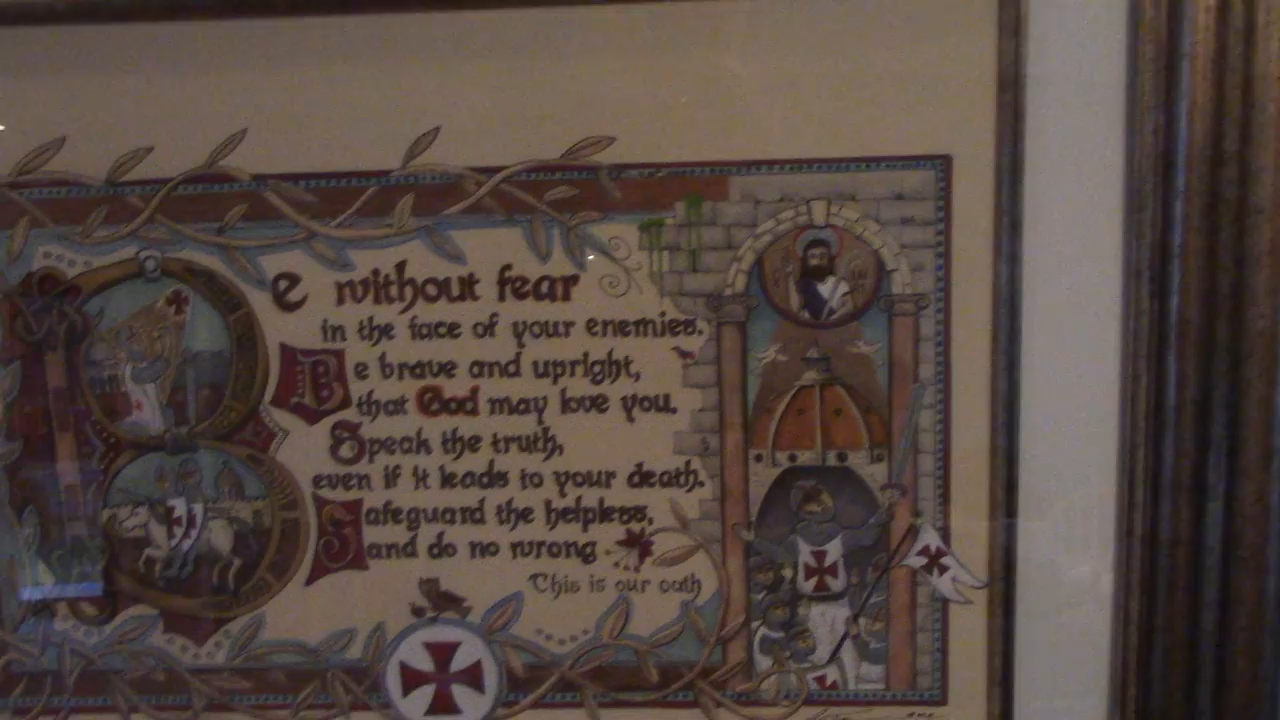 Be without fear
in the face of your enemies.
Be brave and upright,
that God may love you.
Speak the truth,
even if it leads to your death.
Safeguard the helpless,
and do no wrong
This is our oath